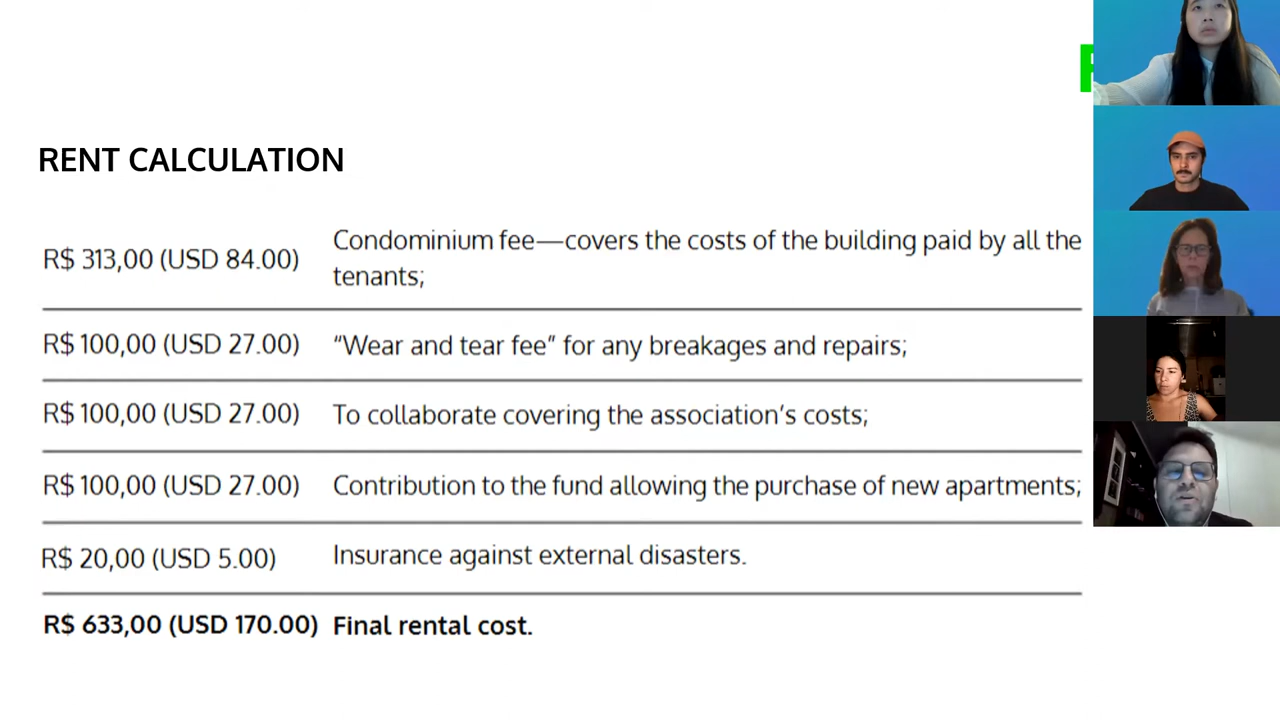 RENT CALCULATION
R$ 313,00 (USD 84.00) Condominium fee—covers the costs of the building paid by all the
tenants;
R$ 100,00 (USD 27.00) “Wear and tear fee” for any breakages and repairs;
R$ 100,00 (USD 27.00) To collaborate covering the association’s costs;
R$ 100,00 (USD 27.00) Contribution to the fund allowing the purchase of new apartments;
R$ 20,00 (USD 5.00) Insurance against external disasters.
R$ 633,00 (USD 170.00) Final rental cost.